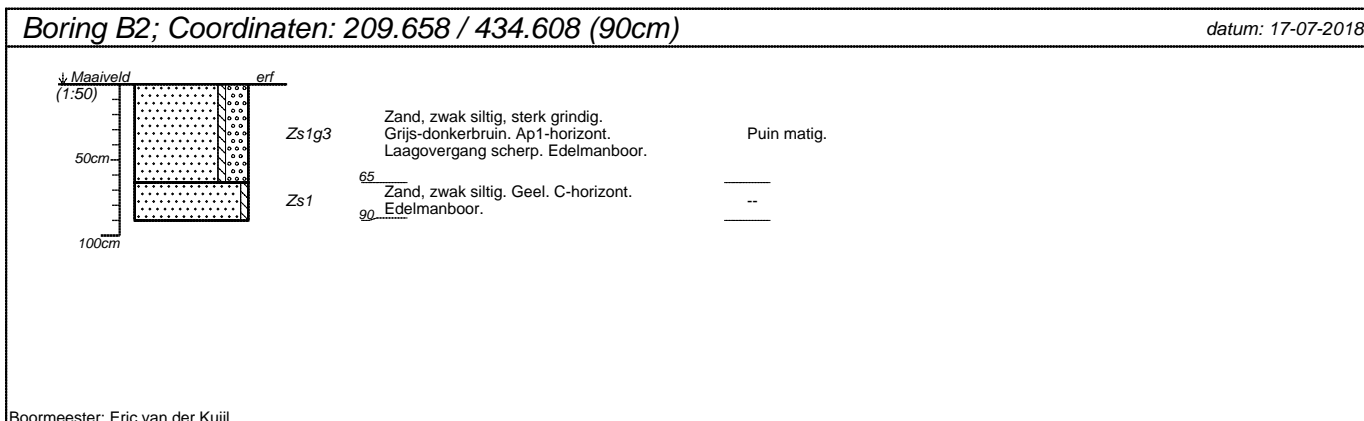 Boring B2; Coordinaten: 209.658 / 434.608 (90cm) datum: 17-07-2018
Maaiveld erf
(1:50)
Zs1g3 Zand, zwak siltig, sterk grindig. Puin matig.
Grijs-donkerbruin. Ap1-horizont.
Laagovergang scherp. Edelmanboor.
50cm
65
Zs1 Zand, zwak siltig. Geel. C-horizont. --
90 Edelmanboor.
100cm
Boormeester: Eric van der Kuijl